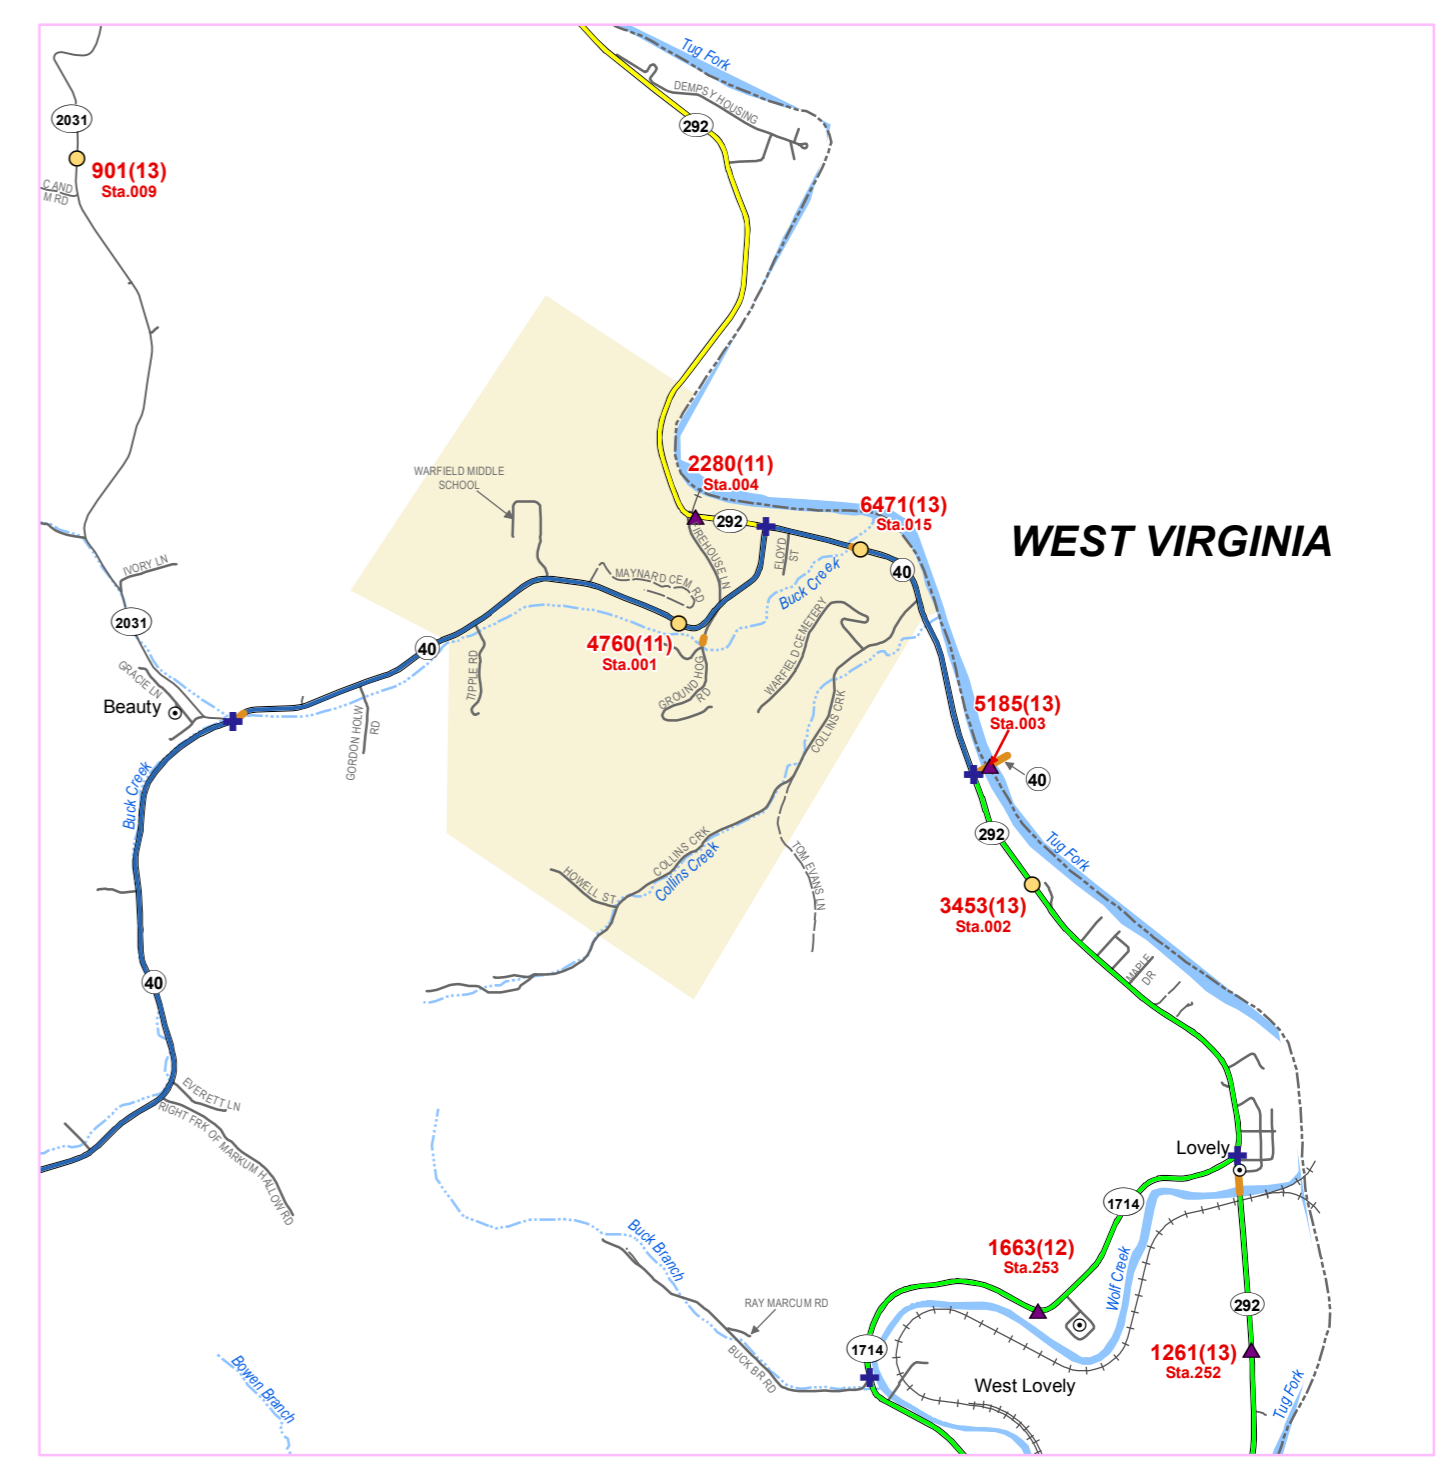 Tug Fork
DEMPSY HOUSING
292
2031
901(13)
Sta.009
C AND
M RD
WARFIELD MIDDLE
SCHOOL
2280(11)
Sta.004
292
6471(13)
Sta.015
WEST VIRGINIA
IREHOUSE LN
FLOYD
ST
40
IVORY LN
MAYNARD CEM RD
Buck Creek
2031
4760(11)
Sta.001
WARFIELD CEMETERY
40
GRACIE LN
TIPPLE RD
GROUND HOG
RD
Beauty
GORDON HOLW
RD
COLLINS CRK
5185(13)
Sta.003
40
Buck Creek
292
Tug Fork
COLLINS CRK
Collins Creek
TOM EVANS LN
HOWELL ST
3453(13)
Sta.002
MAPLE
DR
40
EVERETT LN
RIGHT FRK OF MARKUM HALLOW RD
Lovely
1714
Buck Branch
1663(12)
Sta.253
Wolf Creek
RAY MARCUM RD
292
BUCK BR RD
1714
1261(13)
Sta.252
West Lovely
Bowen Branch
Tug Fork